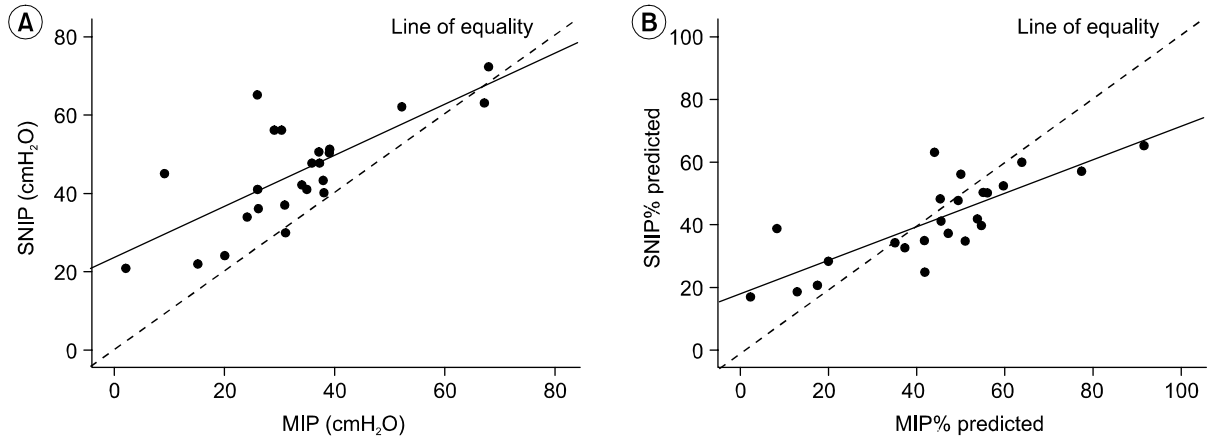 A
Line of equality
80
60
40
20
0
SNIP (cmH₂O)
0 20 40 60 80
MIP (cmH₂O)
B
Line of equality
100
80
60
40
20
0
SNIP% predicted
0 20 40 60 80 100
MIP% predicted